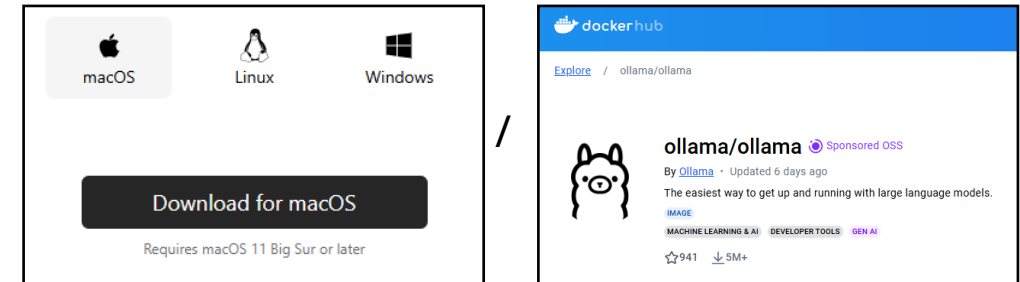 macOS
Linux
Windows
Download for macOS
Requires macOS 11 Big Sur or later
/
dockerhub
Explore / ollama/ollama
ollama/ollama Sponsored OSS
By Ollama • Updated 6 days ago
The easiest way to get up and running with large language models.
IMAGE
MACHINE LEARNING & AI DEVELOPER TOOLS GEN AI
941 5M+